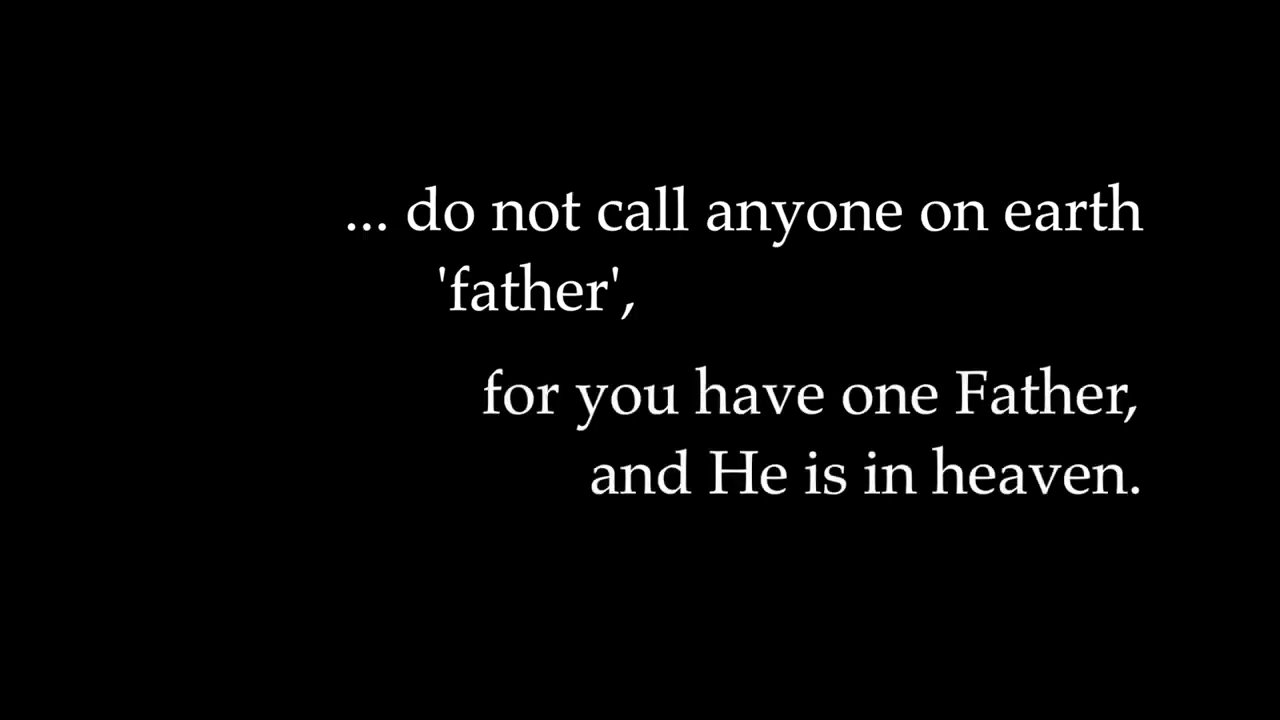 ... do not call anyone on earth
'father',
for you have one Father,
and He is in heaven.